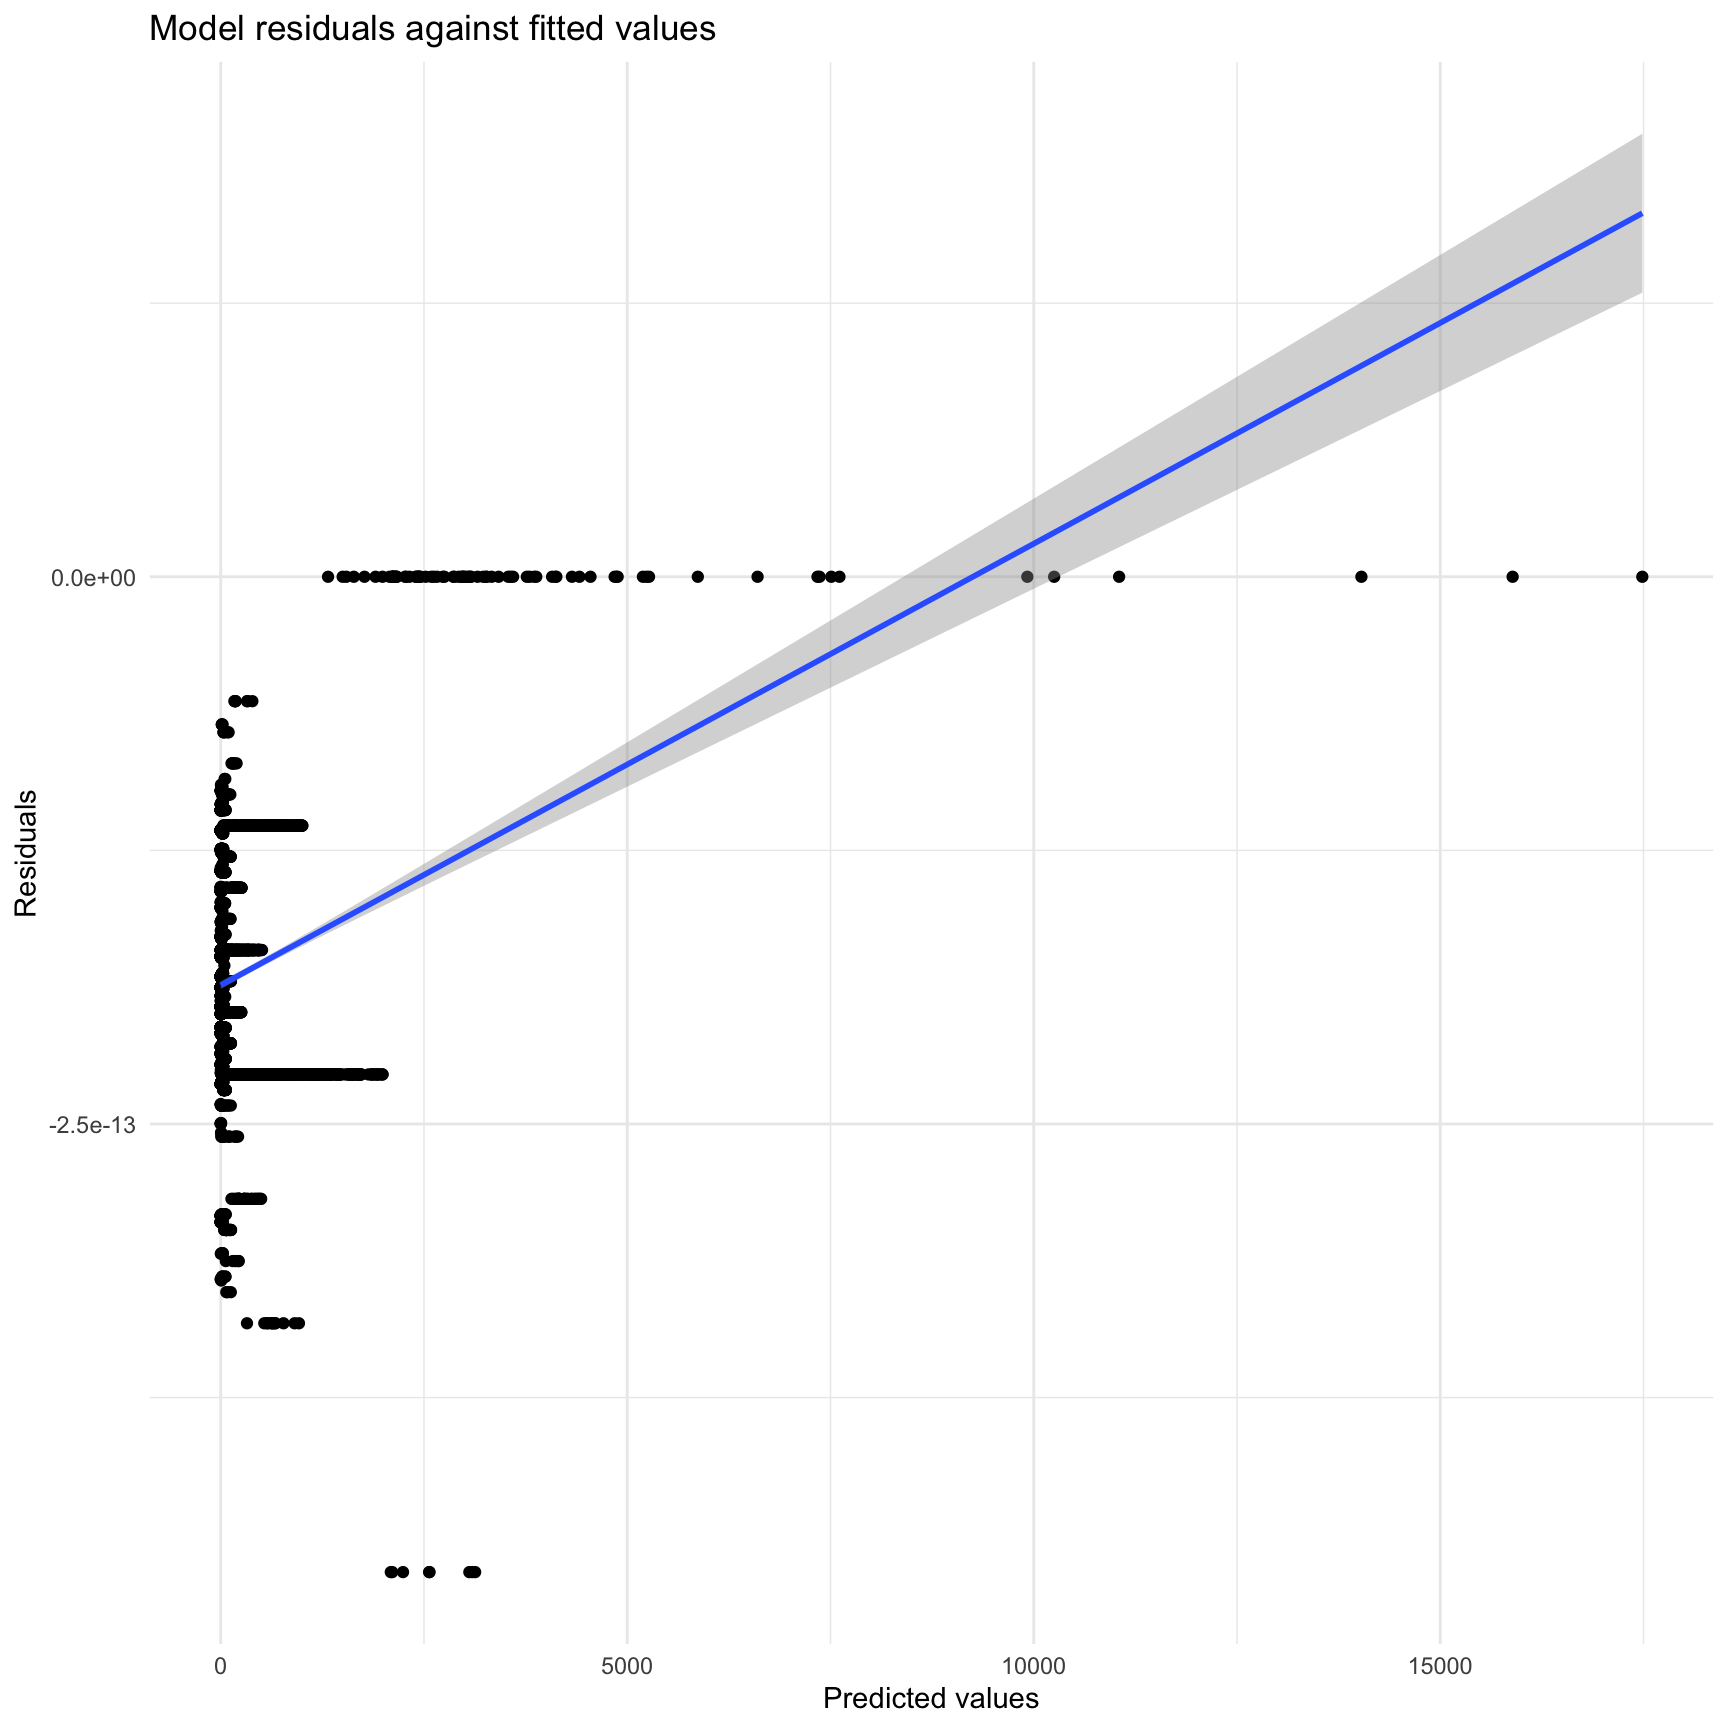 Model residuals against fitted values
Residuals
0.0e+00
-2.5e-13
0 5000 10000 15000
Predicted values